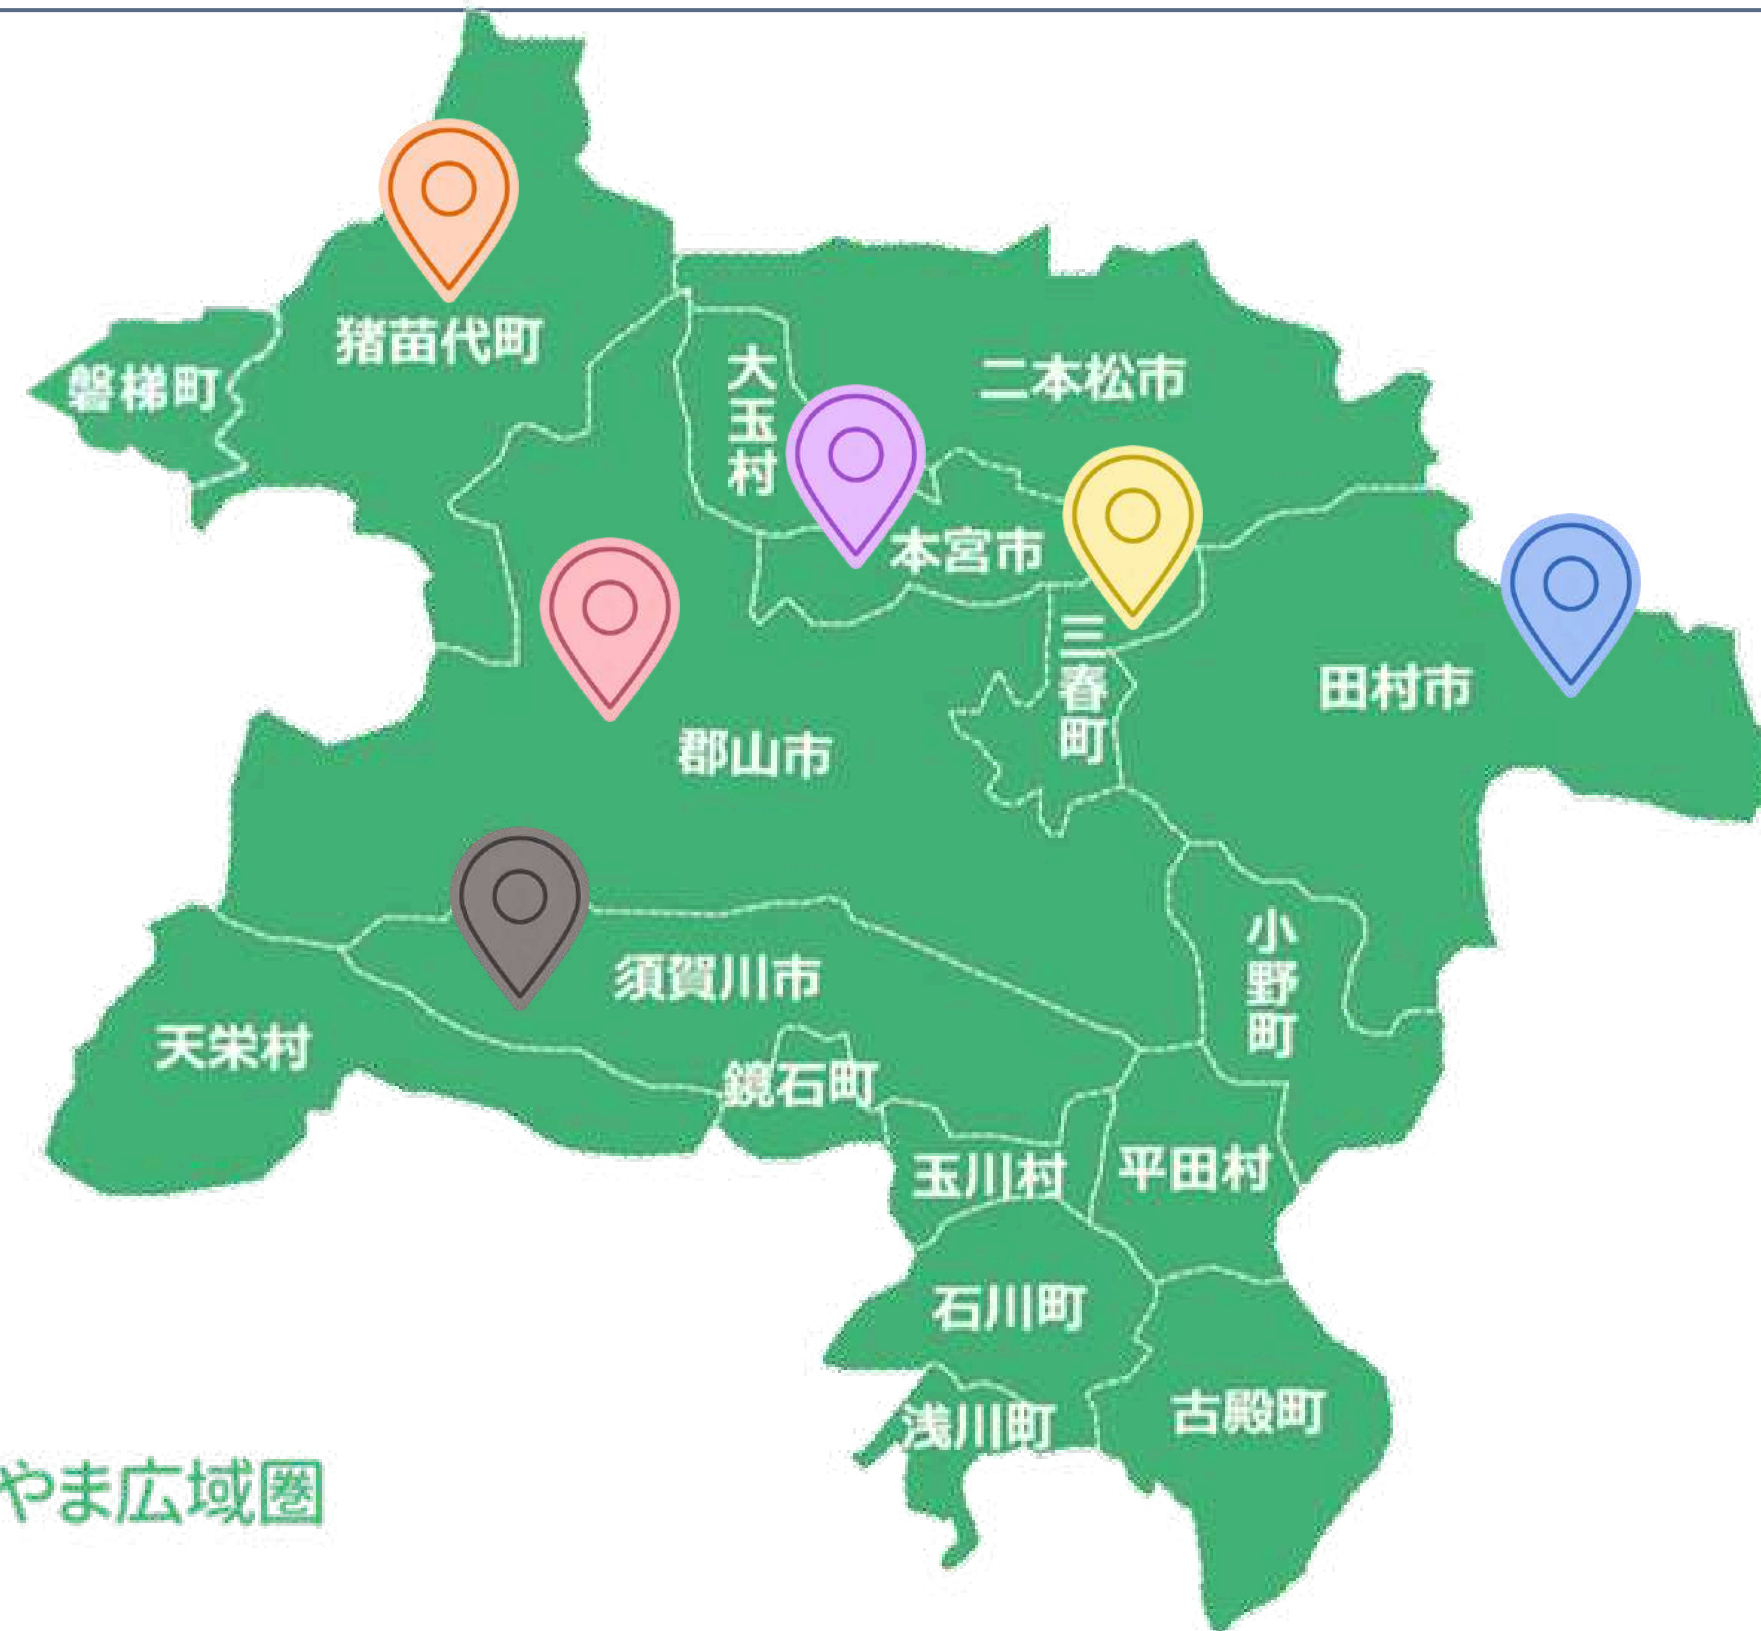 猪苗代町
磐梯町
大玉村
二本松市
本宮市
三春町
田村市
郡山市
小野町
須賀川市
天栄村
鏡石町
玉川村
平田村
石川町
古殿町
浅川町
やま広域圏